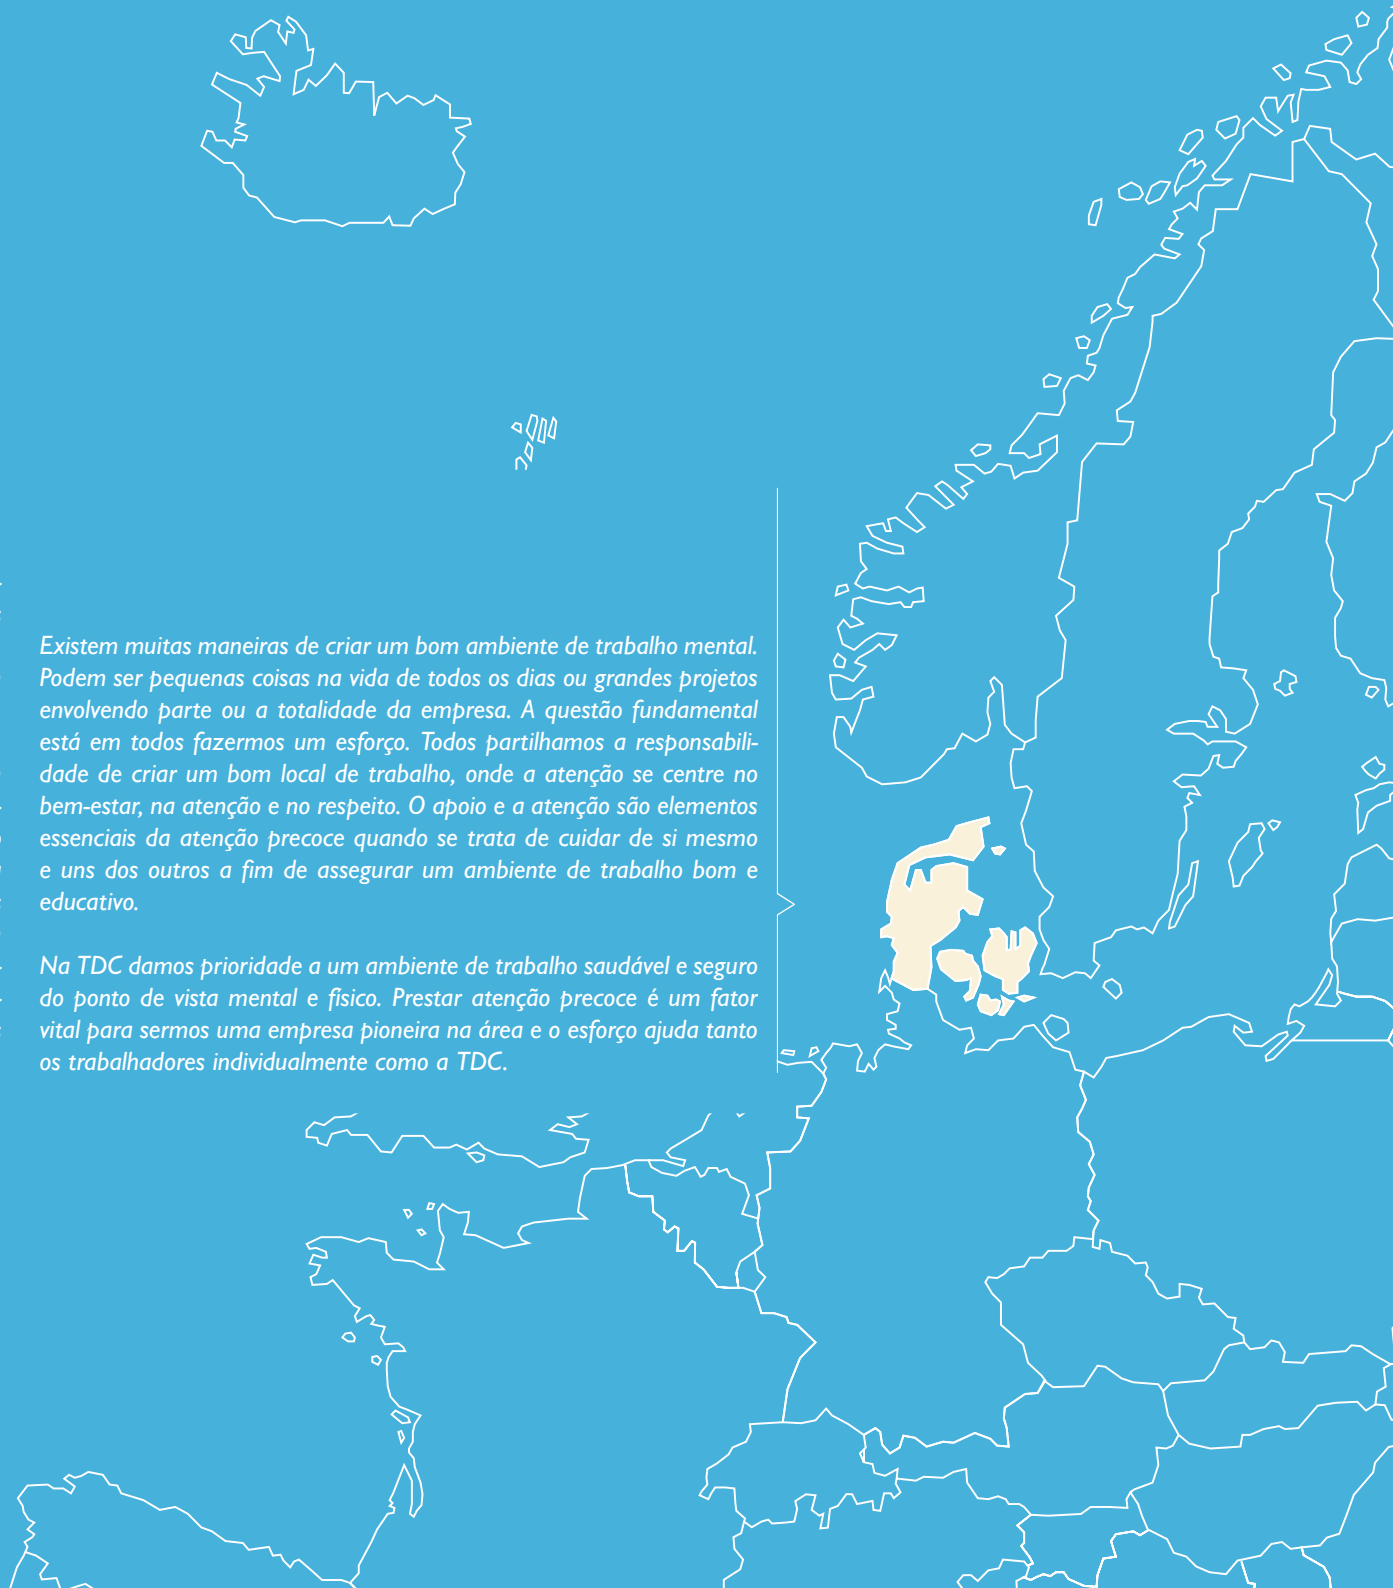 Existem muitas maneiras de criar um bom ambiente de trabalho mental.
Podem ser pequenas coisas na vida de todos os dias ou grandes projetos
envolvendo parte ou a totalidade da empresa. A questão fundamental
está em todos fazermos um esforço. Todos partilhamos a responsabili-
dade de criar um bom local de trabalho, onde a atenção se centre no
bem-estar, na atenção e no respeito. O apoio e a atenção são elementos
essenciais da atenção precoce quando se trata de cuidar de si mesmo
e uns dos outros a fim de assegurar um ambiente de trabalho bom e
educativo.
Na TDC damos prioridade a um ambiente de trabalho saudável e seguro
do ponto de vista mental e físico. Prestar atenção precoce é um fator
vital para sermos uma empresa pioneira na área e o esforço ajuda tanto
os trabalhadores individualmente como a TDC.